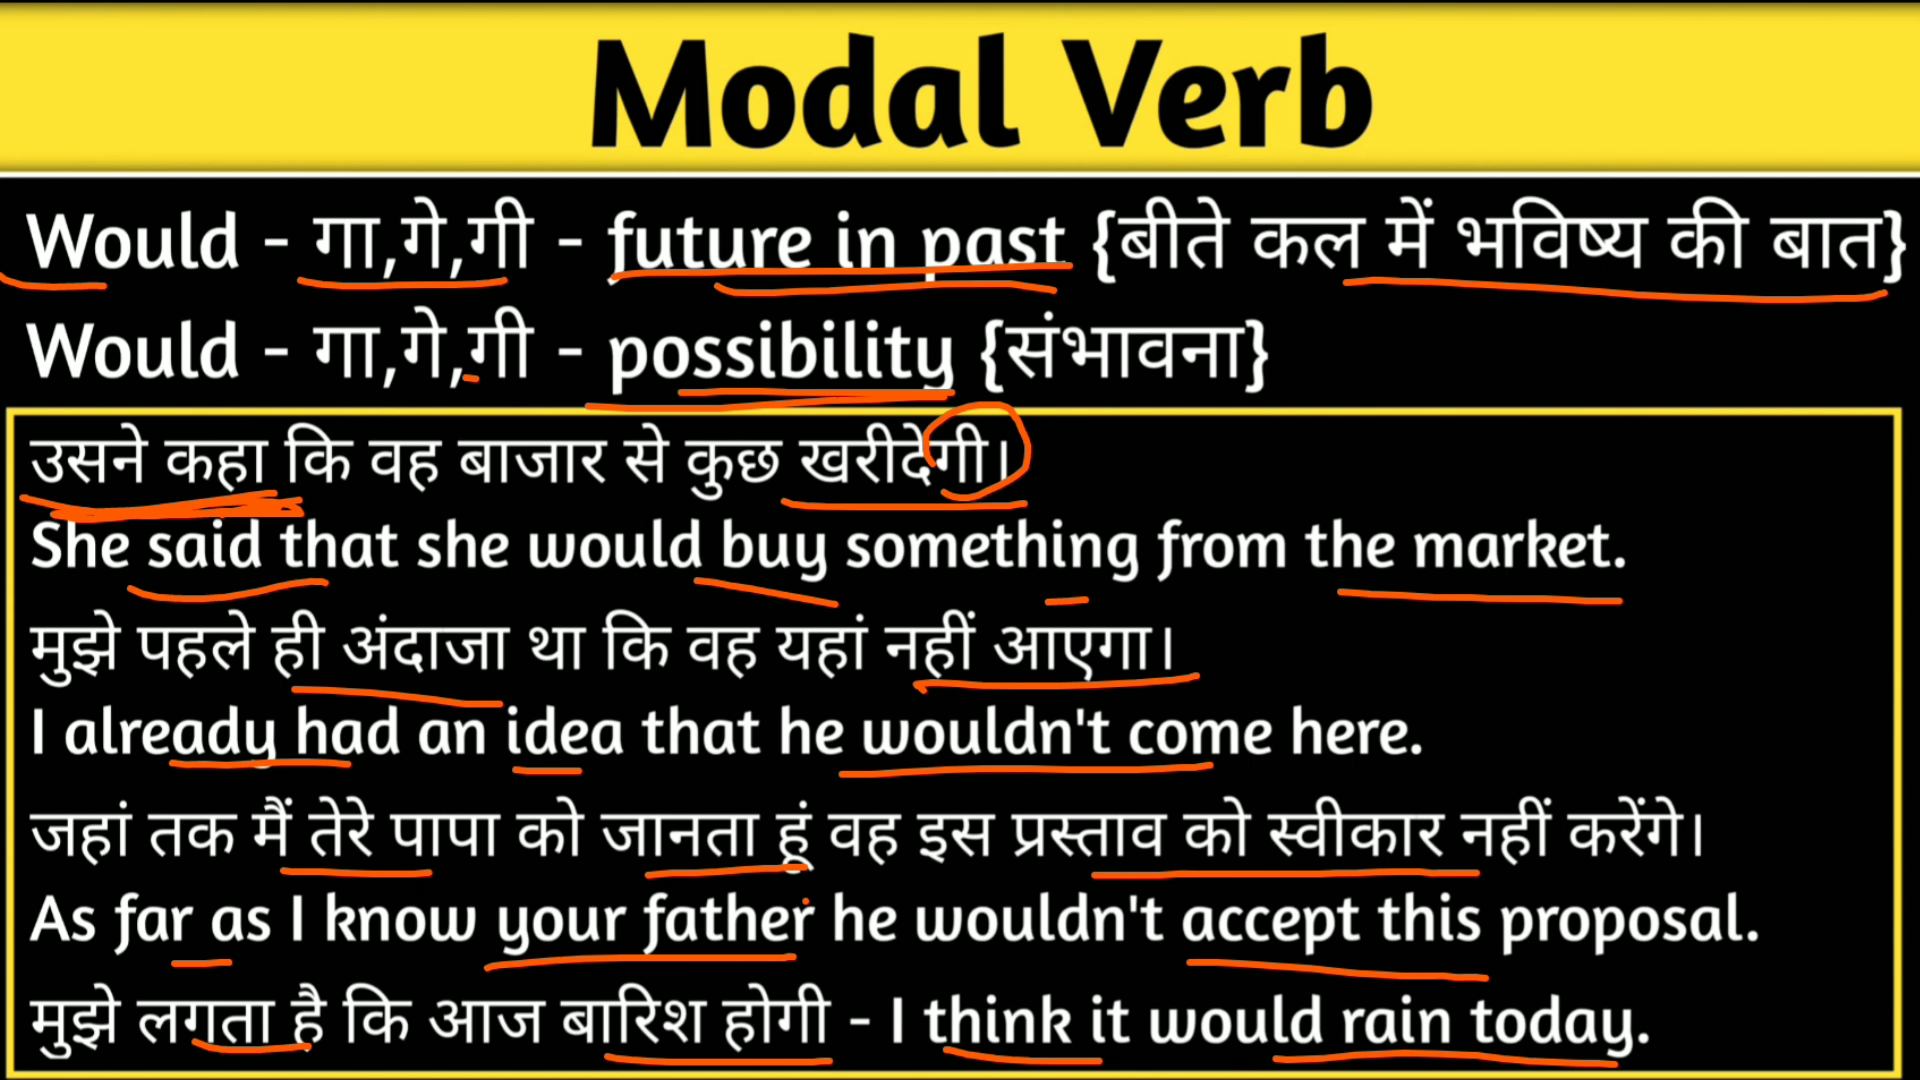 Modal Verb
Would - गा,गे,गी - future in past {बीते कल में भविष्य की बात}
Would - गा,गे,गी - possibility {संभावना}
उसने कहा कि वह बाजार से कुछ खरीदेगी।
She said that she would buy something from the market.
मुझे पहले ही अंदाजा था कि वह यहां नहीं आएगा।
I already had an idea that he wouldn't come here.
जहां तक मैं तेरे पापा को जानता हूं वह इस प्रस्ताव को स्वीकार नहीं करेंगे।
As far as I know your father he wouldn't accept this proposal.
मुझे लगता है कि आज बारिश होगी - I think it would rain today.